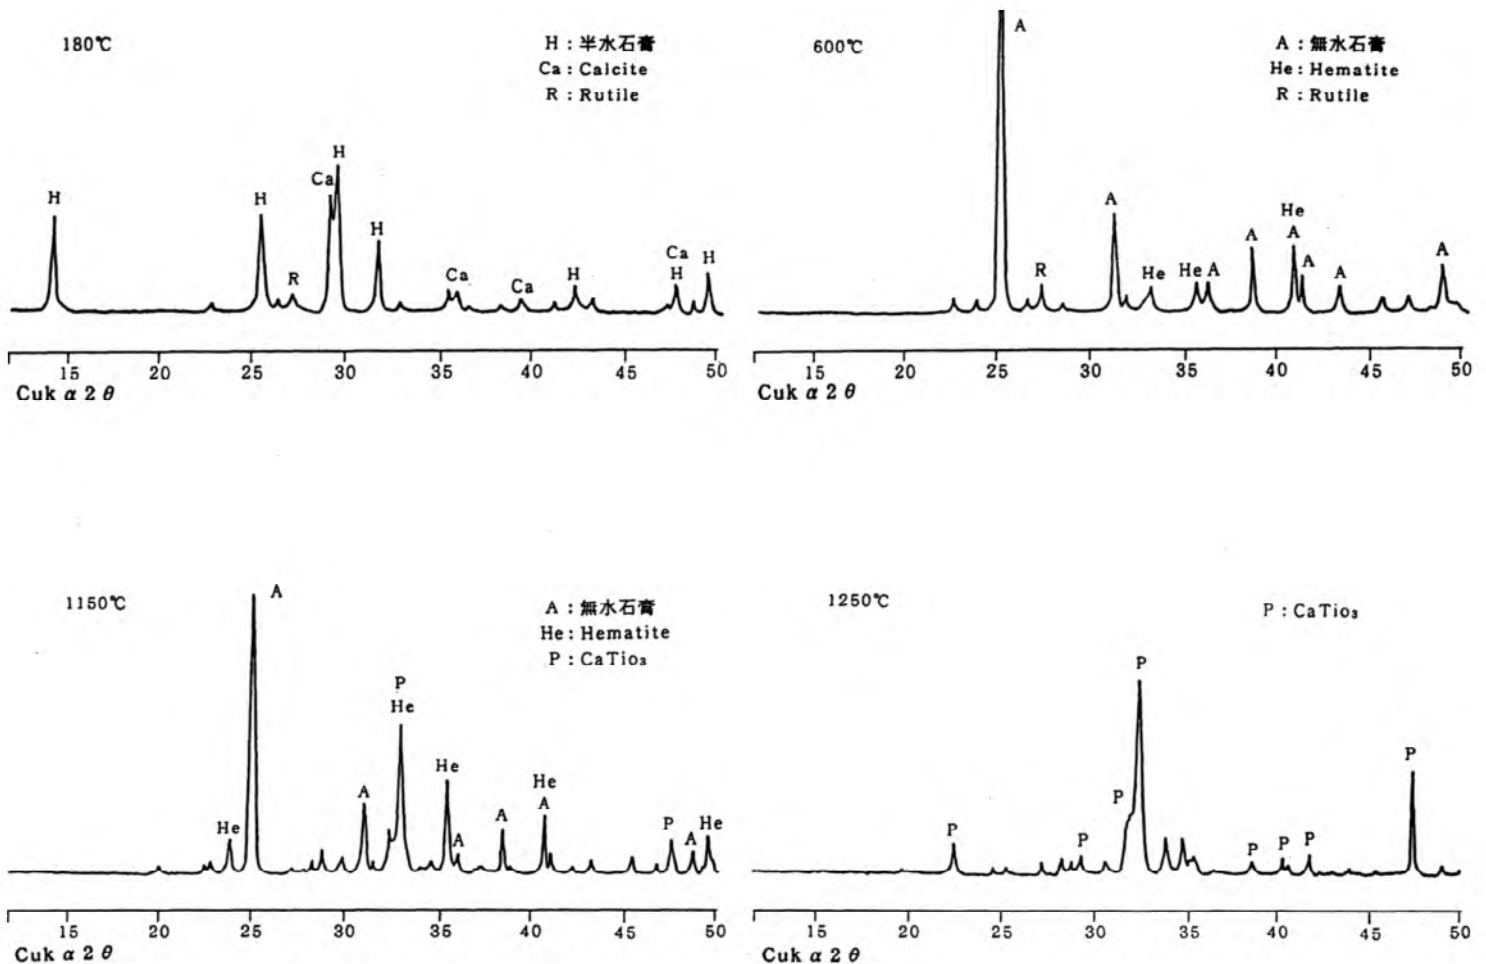 180℃
H : 半水石膏
Ca : Calcite
R : Rutile
H
H
R
Ca
H
H
Ca
Ca
H
Ca
H
H
15 20 25 30 35 40 45 50
Cuk α 2 θ
600℃
A
A : 無水石膏
He : Hematite
R : Rutile
R
A
He
He A
A
He
A
A
A
A
15 20 25 30 35 40 45 50
Cuk α 2 θ
1150℃
A
A : 無水石膏
He : Hematite
P : CaTio₃
He
A
P
He
He
A
A
He
A
P
A
He
15 20 25 30 35 40 45 50
Cuk α 2 θ
1250℃
P : CaTio₃
P
P
P
P
P
P
P
P
15 20 25 30 35 40 45 50
Cuk α 2 θ